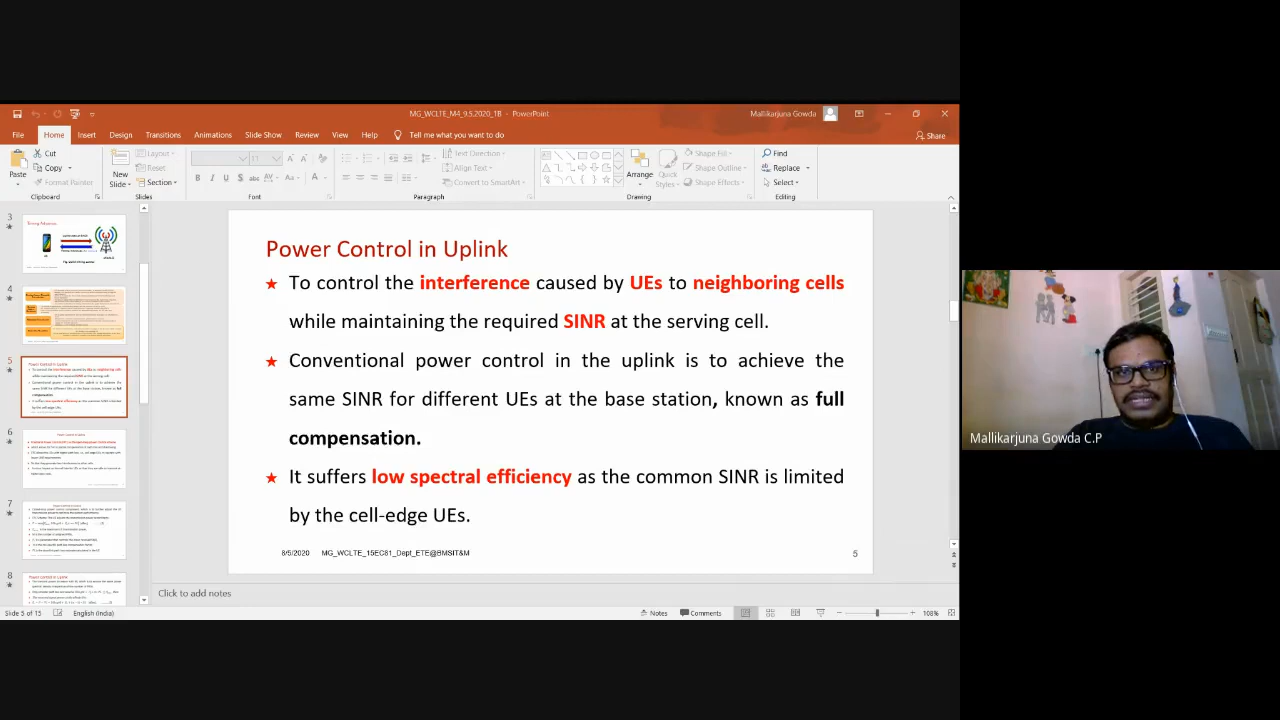 MG_WCLTE_M4_9.5.2020_1B - PowerPoint
Mallikarjuna Gowda
File Home Insert Design Transitions Animations Slide Show Review View Help Tell me what you want to do
Share
Paste
Cut
Copy
Format Painter
Clipboard
New
Slide
Layout
Reset
Section
Slides
Font
Text Direction
Align Text
Convert to SmartArt
Paragraph
Arrange
Quick
Styles
Shape Fill
Shape Outline
Shape Effects
Drawing
Find
Replace
Select
Editing
3
4
5
6
7
8
Power Control in Uplink
To control the interference caused by UEs to neighboring cells
while maintaining the required SINR at the serving cell.
Conventional power control in the uplink is to achieve the
same SINR for different UEs at the base station, known as full
compensation.
It suffers low spectral efficiency as the common SINR is limited
by the cell-edge UEs.
8/5/2020 MG_WCLTE_15EC81_Dept_ETE@BMSIT&M 5
Click to add notes
Slide 5 of 15 English (India) Notes Comments 108%
Mallikarjuna Gowda C.P